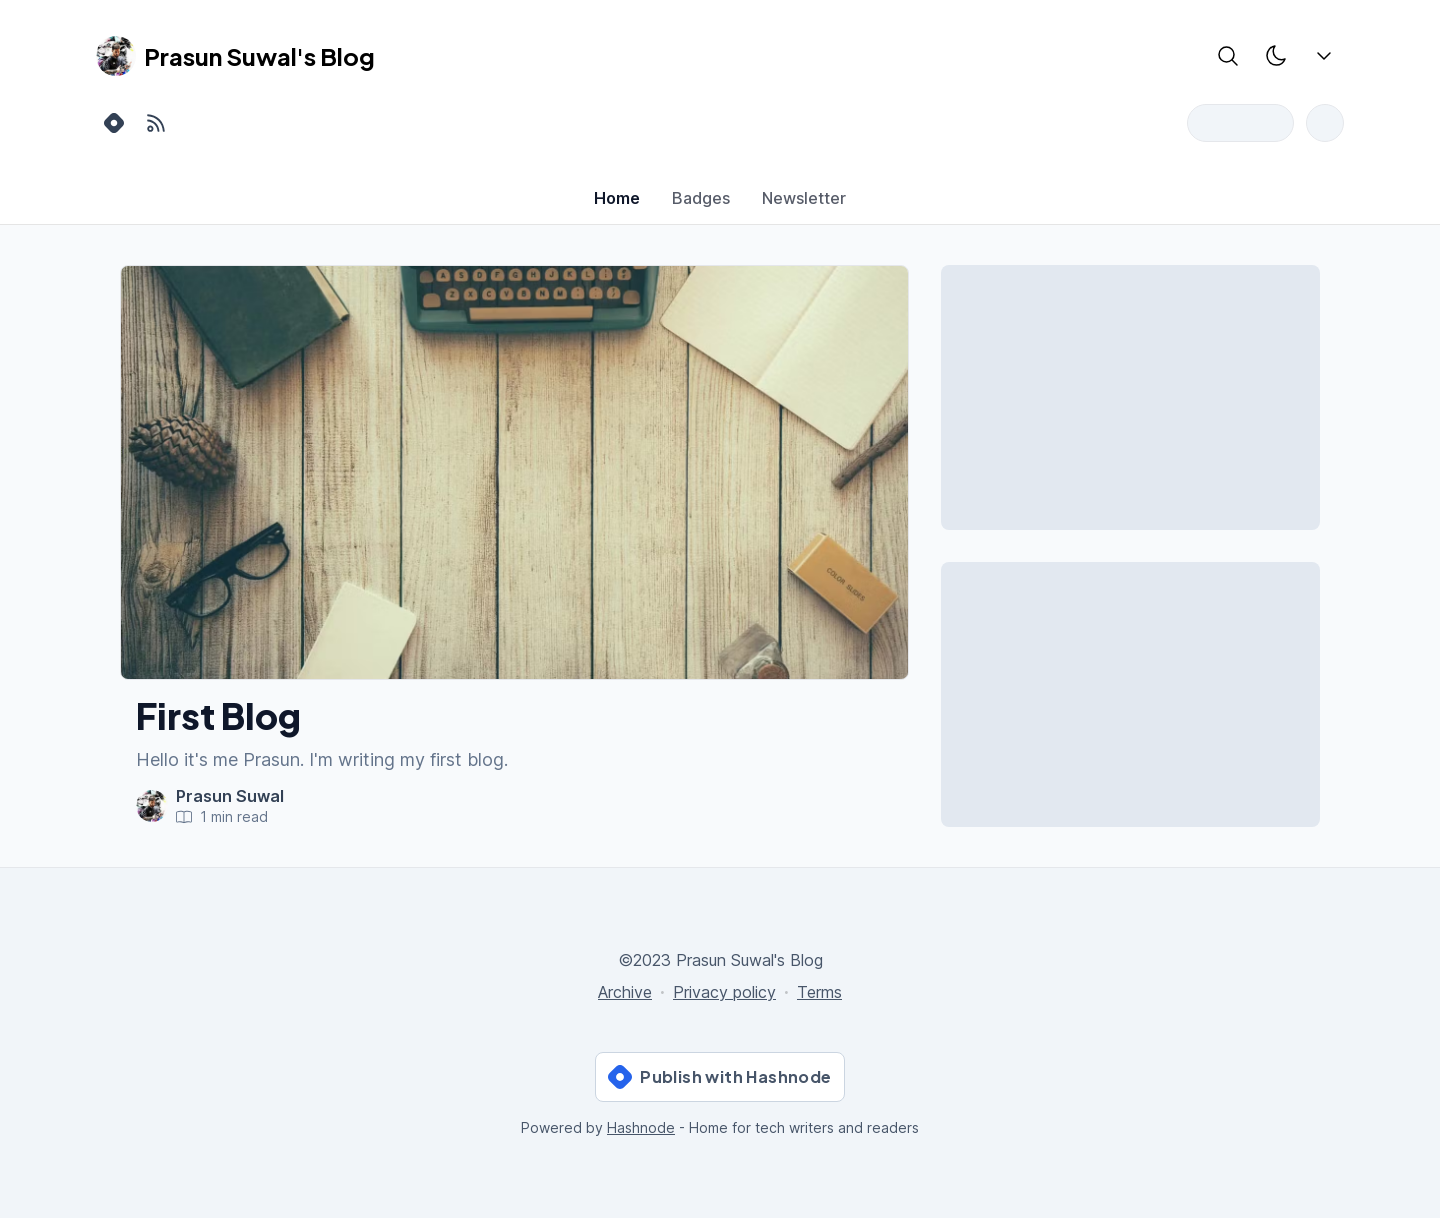 Prasun Suwal's Blog
Home Badges Newsletter
D F G H J K L
Z X C V B N M
COLOR SLIDES
First Blog
Hello it's me Prasun. I'm writing my first blog.
Prasun Suwal
1 min read
©2023 Prasun Suwal's Blog
Archive · Privacy policy · Terms
Publish with Hashnode
Powered by Hashnode - Home for tech writers and readers